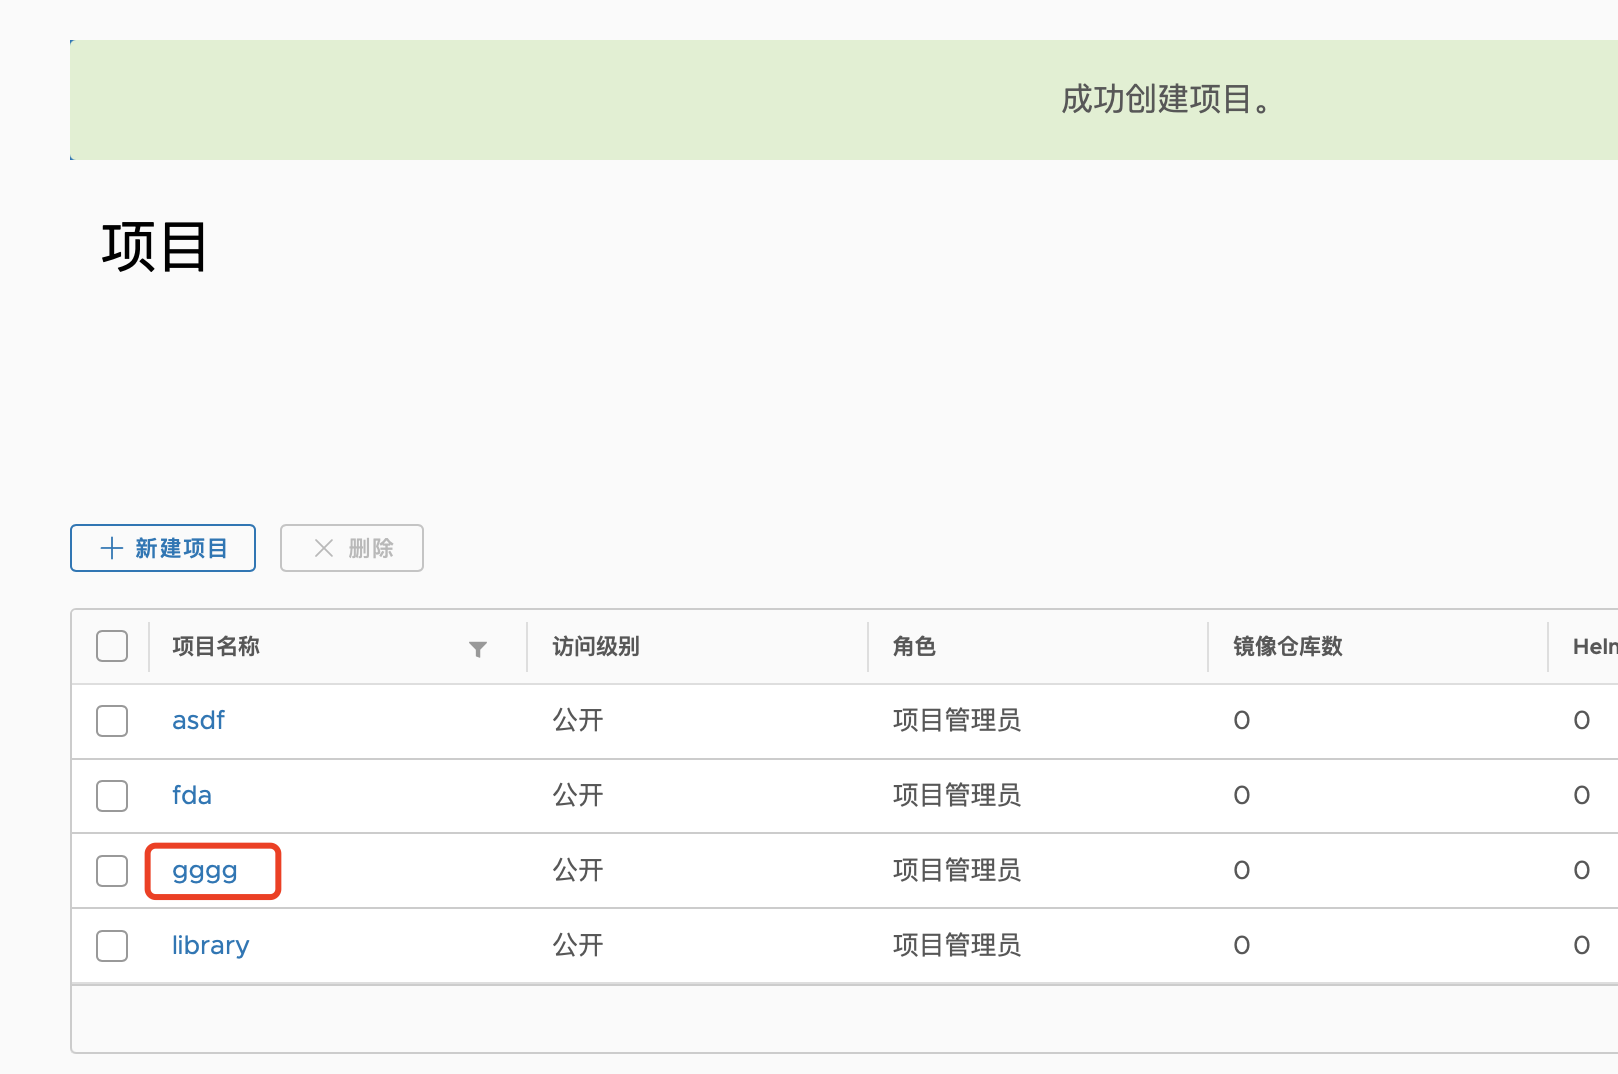 成功创建项目。
项目
新建项目 删除
项目名称 访问级别 角色 镜像仓库数 Helm
asdf 公开 项目管理员 0 0
fda 公开 项目管理员 0 0
gggg 公开 项目管理员 0 0
library 公开 项目管理员 0 0